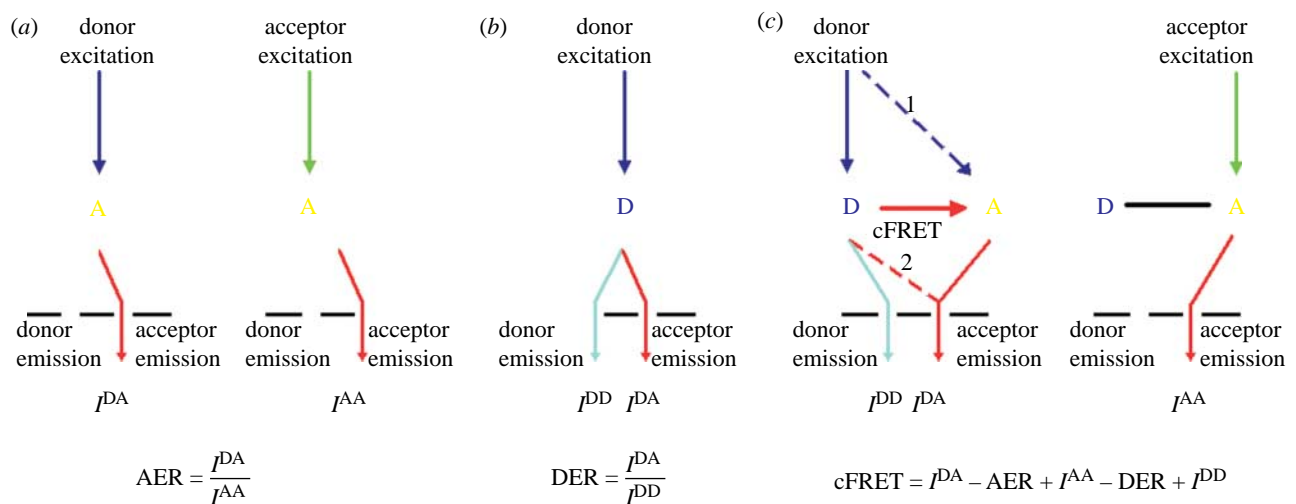 (a)
donor
excitation
acceptor
excitation
A
A
donor
emission
acceptor
emission
donor
emission
acceptor
emission
I^DA
I^AA
AER = I^DA / I^AA
(b)
donor
excitation
D
donor
emission
acceptor
emission
I^DD I^DA
DER = I^DA / I^DD
(c)
donor
excitation
acceptor
excitation
1
D
A
cFRET
2
D
A
donor
emission
acceptor
emission
acceptor
emission
I^DD I^DA
I^AA
cFRET = I^DA – AER + I^AA – DER + I^DD